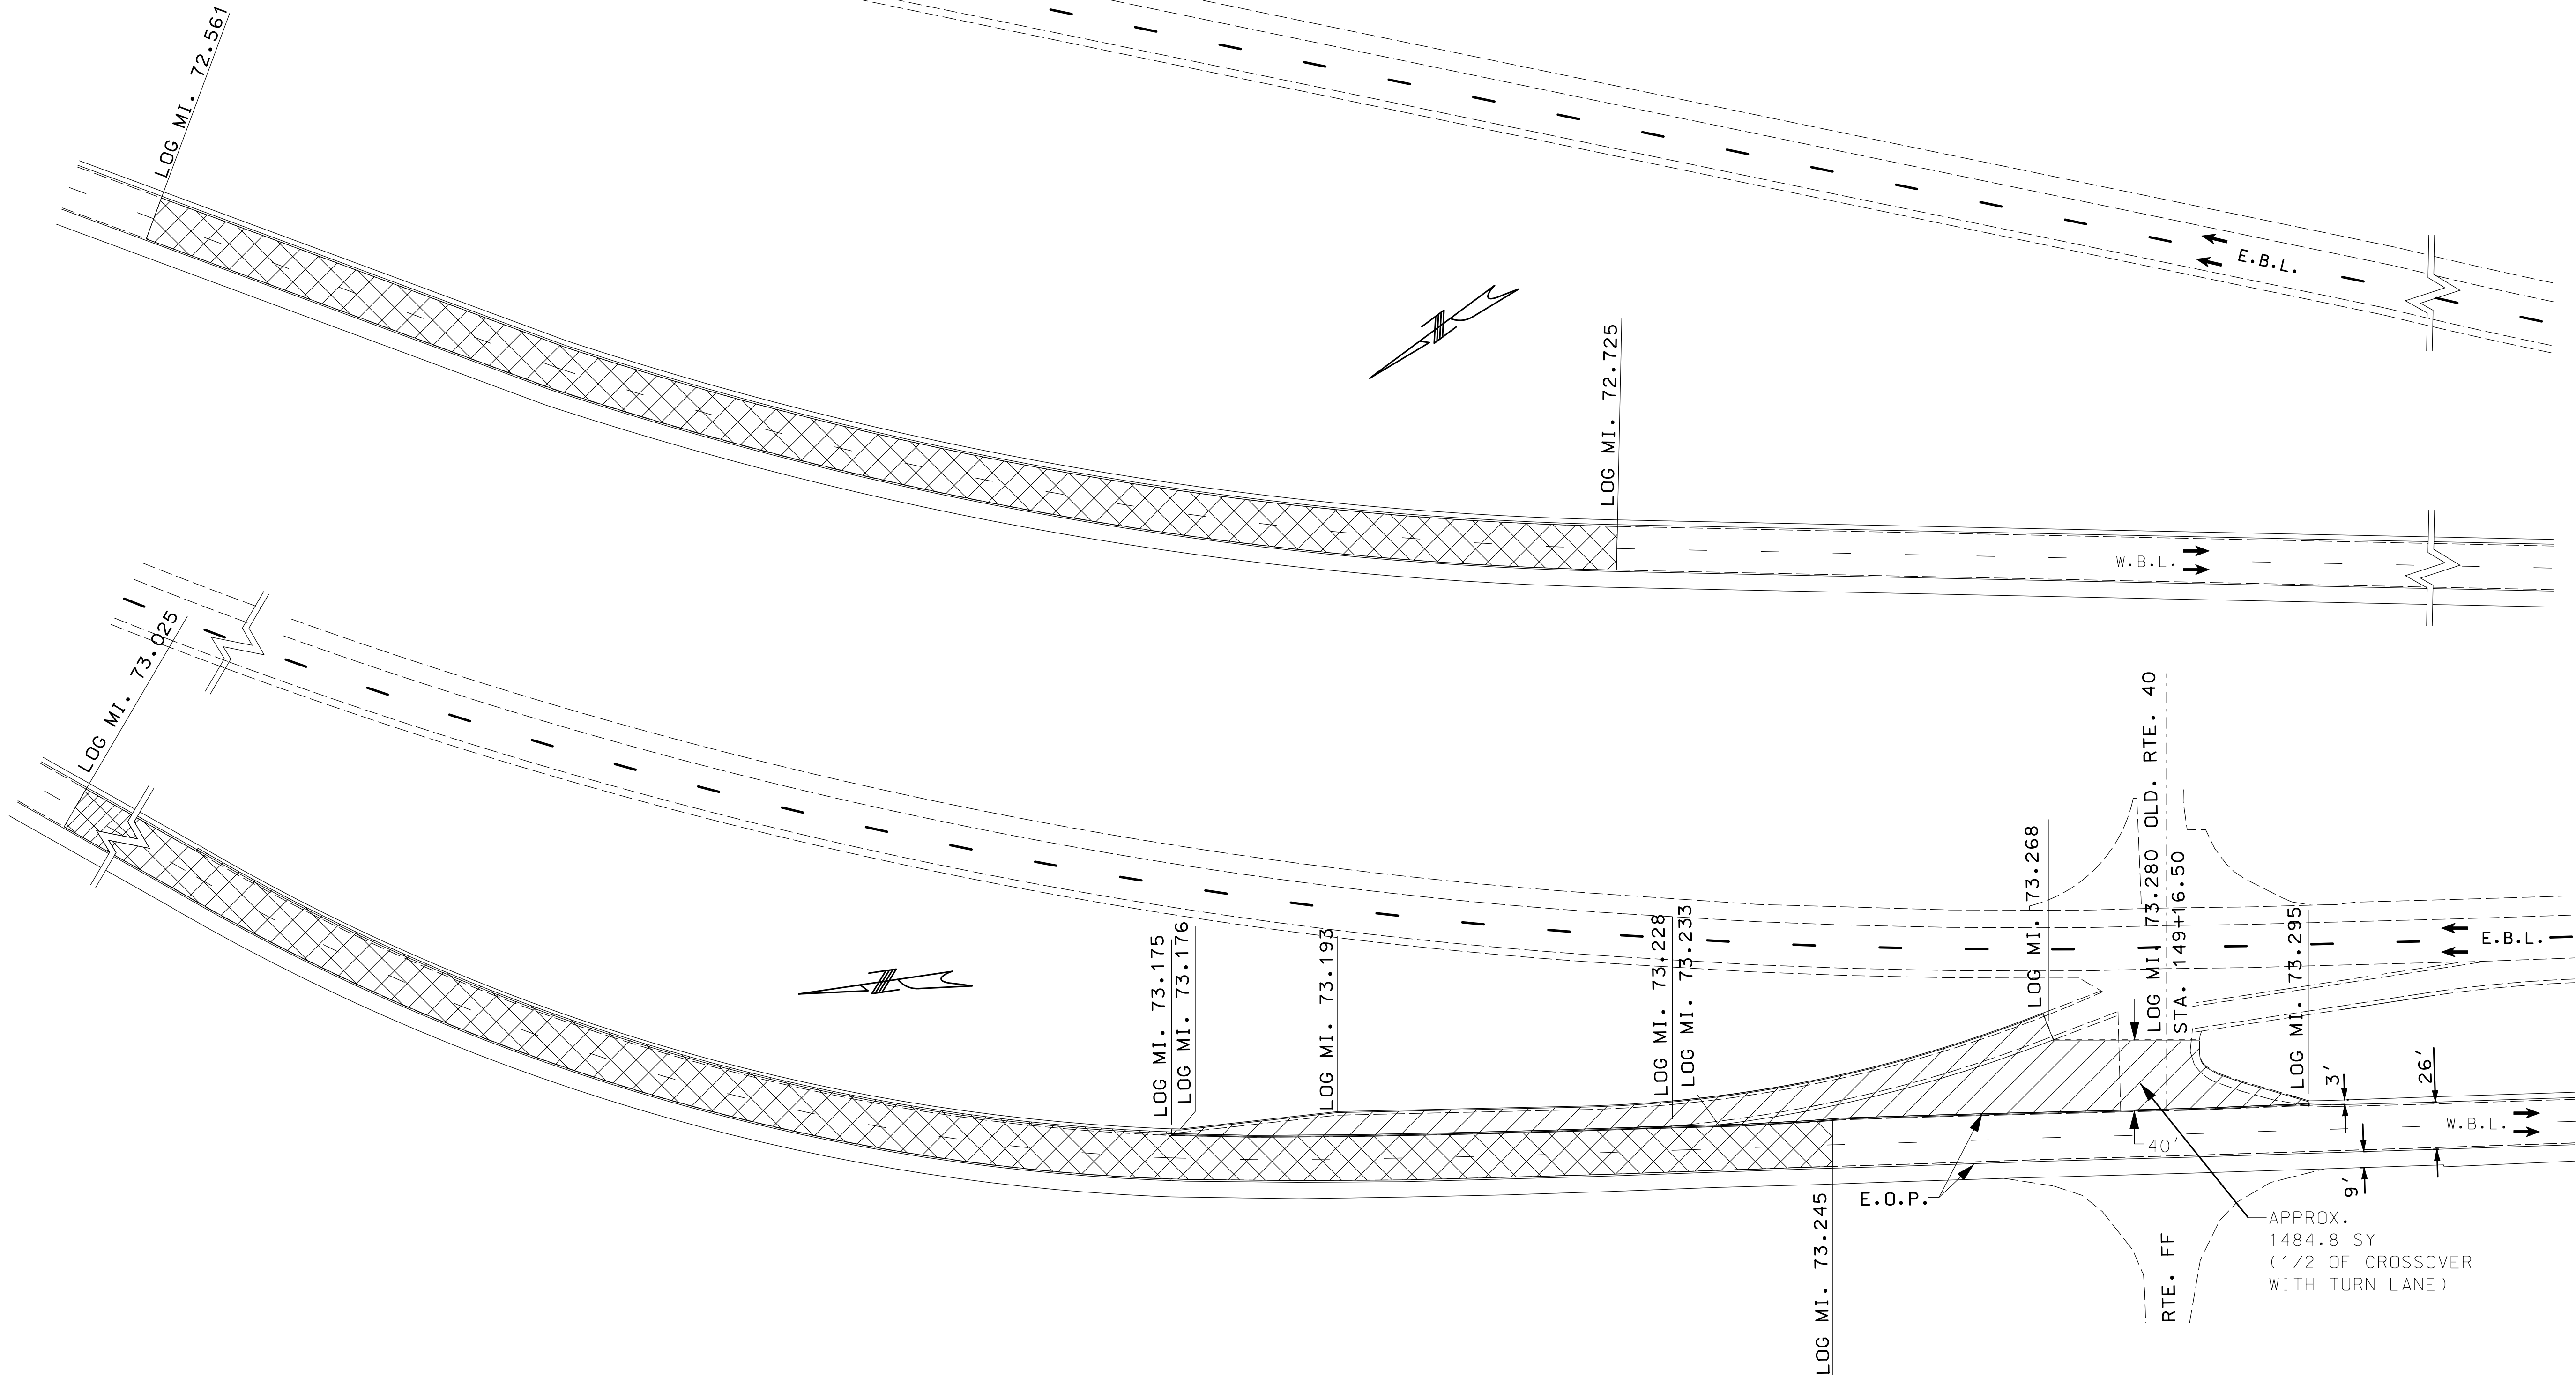 LOG MI. 72.561
E.B.L.
LOG MI. 72.725
W.B.L.
LOG MI. 73.025
LOG MI. 73.175
LOG MI. 73.176
LOG MI. 73.193
LOG MI. 73.228
LOG MI. 73.233
LOG MI. 73.268
LOG MI. 73.280 OLD. RTE. 40
STA. 149+16.50
LOG MI. 73.295
E.B.L.
3'
26'
W.B.L.
40'
9'
E.O.P.
LOG MI. 73.245
RTE. FF
APPROX.
1484.8 SY
(1/2 OF CROSSOVER
WITH TURN LANE)